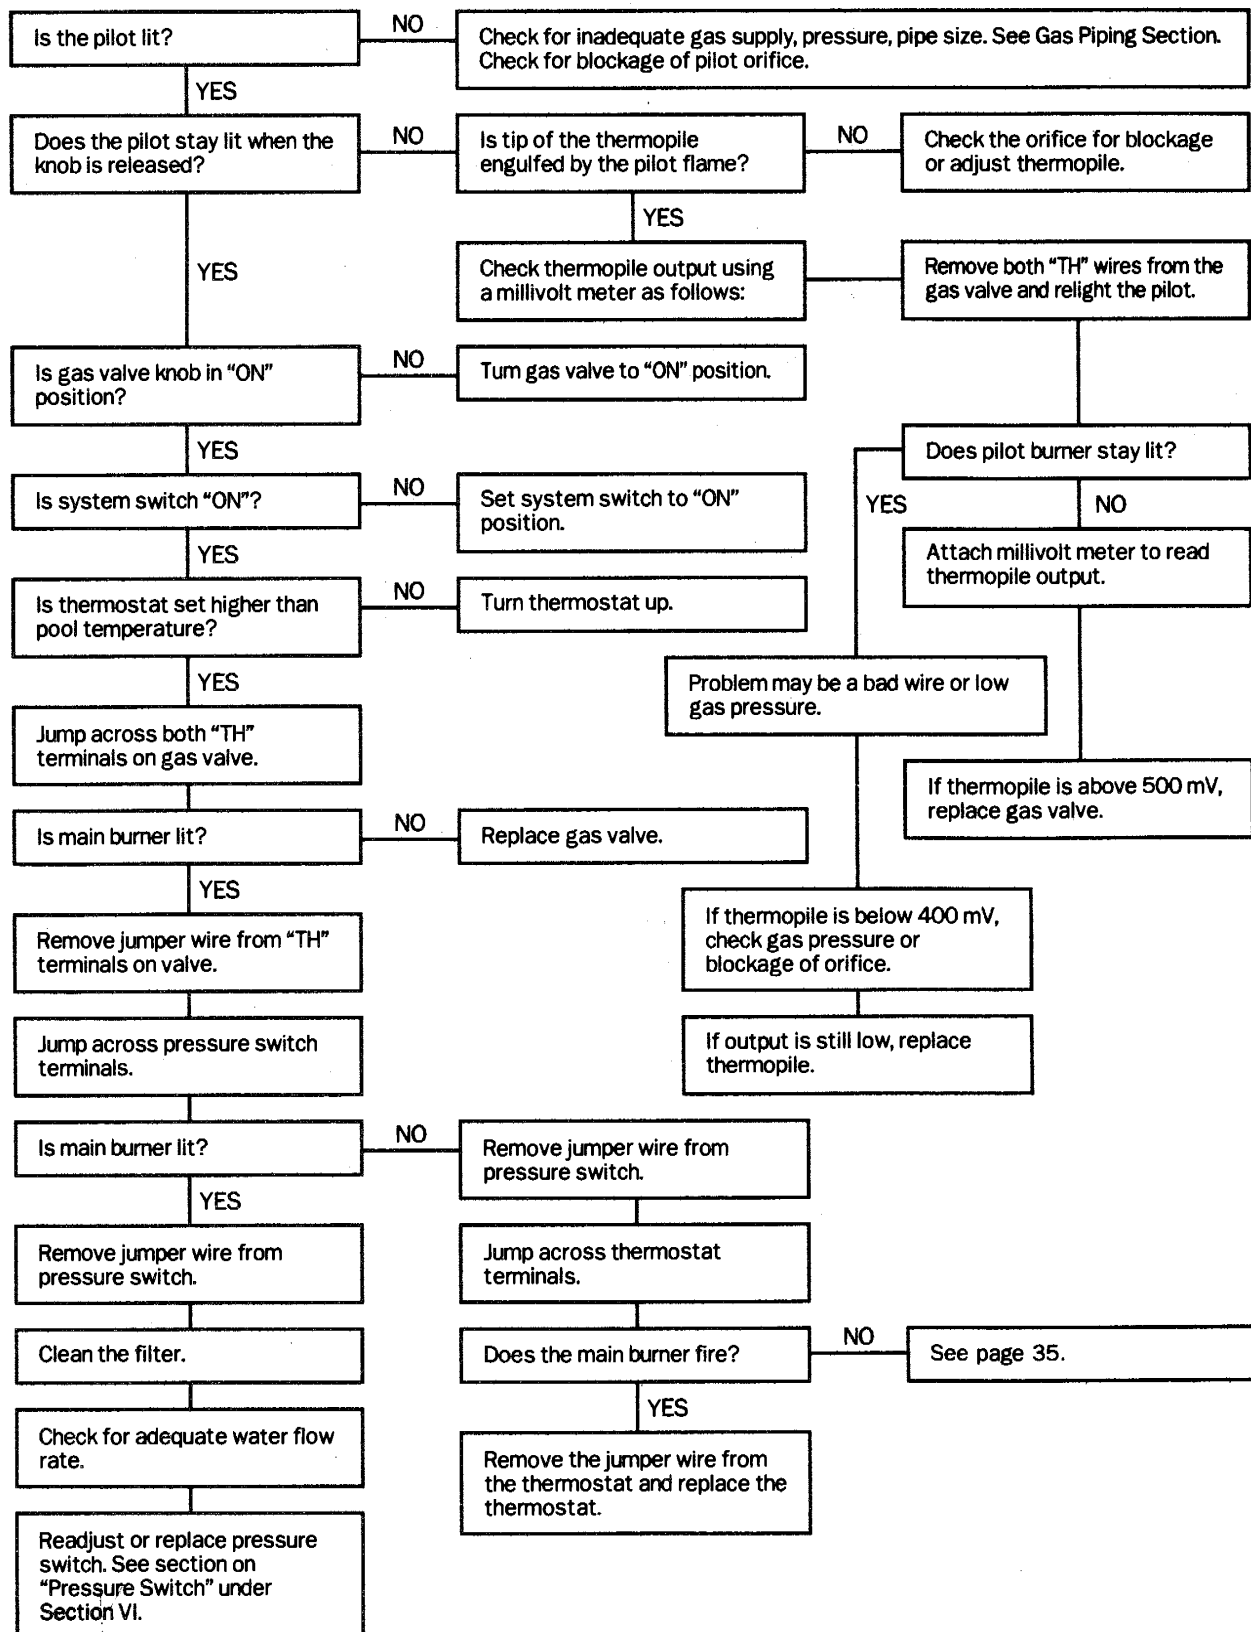 Is the pilot lit?
NO
Check for inadequate gas supply, pressure, pipe size. See Gas Piping Section.
Check for blockage of pilot orifice.
YES
Does the pilot stay lit when the
knob is released?
NO
Is tip of the thermopile
engulfed by the pilot flame?
NO
Check the orifice for blockage
or adjust thermopile.
YES
YES
Check thermopile output using
a millivolt meter as follows:
Remove both "TH" wires from the
gas valve and relight the pilot.
Is gas valve knob in "ON"
position?
NO
Turn gas valve to "ON" position.
YES
Does pilot burner stay lit?
Is system switch "ON"?
NO
Set system switch to "ON"
position.
YES
NO
YES
Attach millivolt meter to read
thermopile output.
Is thermostat set higher than
pool temperature?
NO
Turn thermostat up.
YES
Problem may be a bad wire or low
gas pressure.
Jump across both "TH"
terminals on gas valve.
If thermopile is above 500 mV,
replace gas valve.
Is main burner lit?
NO
Replace gas valve.
YES
If thermopile is below 400 mV,
check gas pressure or
blockage of orifice.
Remove jumper wire from "TH"
terminals on valve.
Jump across pressure switch
terminals.
If output is still low, replace
thermopile.
Is main burner lit?
NO
Remove jumper wire from
pressure switch.
YES
Remove jumper wire from
pressure switch.
Jump across thermostat
terminals.
Clean the filter.
Does the main burner fire?
NO
See page 35.
YES
Check for adequate water flow
rate.
Remove the jumper wire from
the thermostat and replace the
thermostat.
Readjust or replace pressure
switch. See section on
"Pressure Switch" under
Section VI.